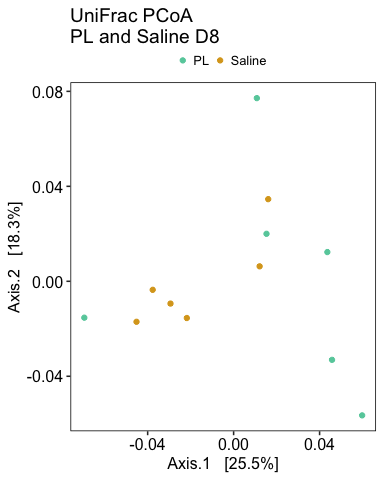 UniFrac PCoA
PL and Saline D8
PL Saline
0.08
0.04
0.00
-0.04
Axis.2 [18.3%]
-0.04 0.00 0.04
Axis.1 [25.5%]